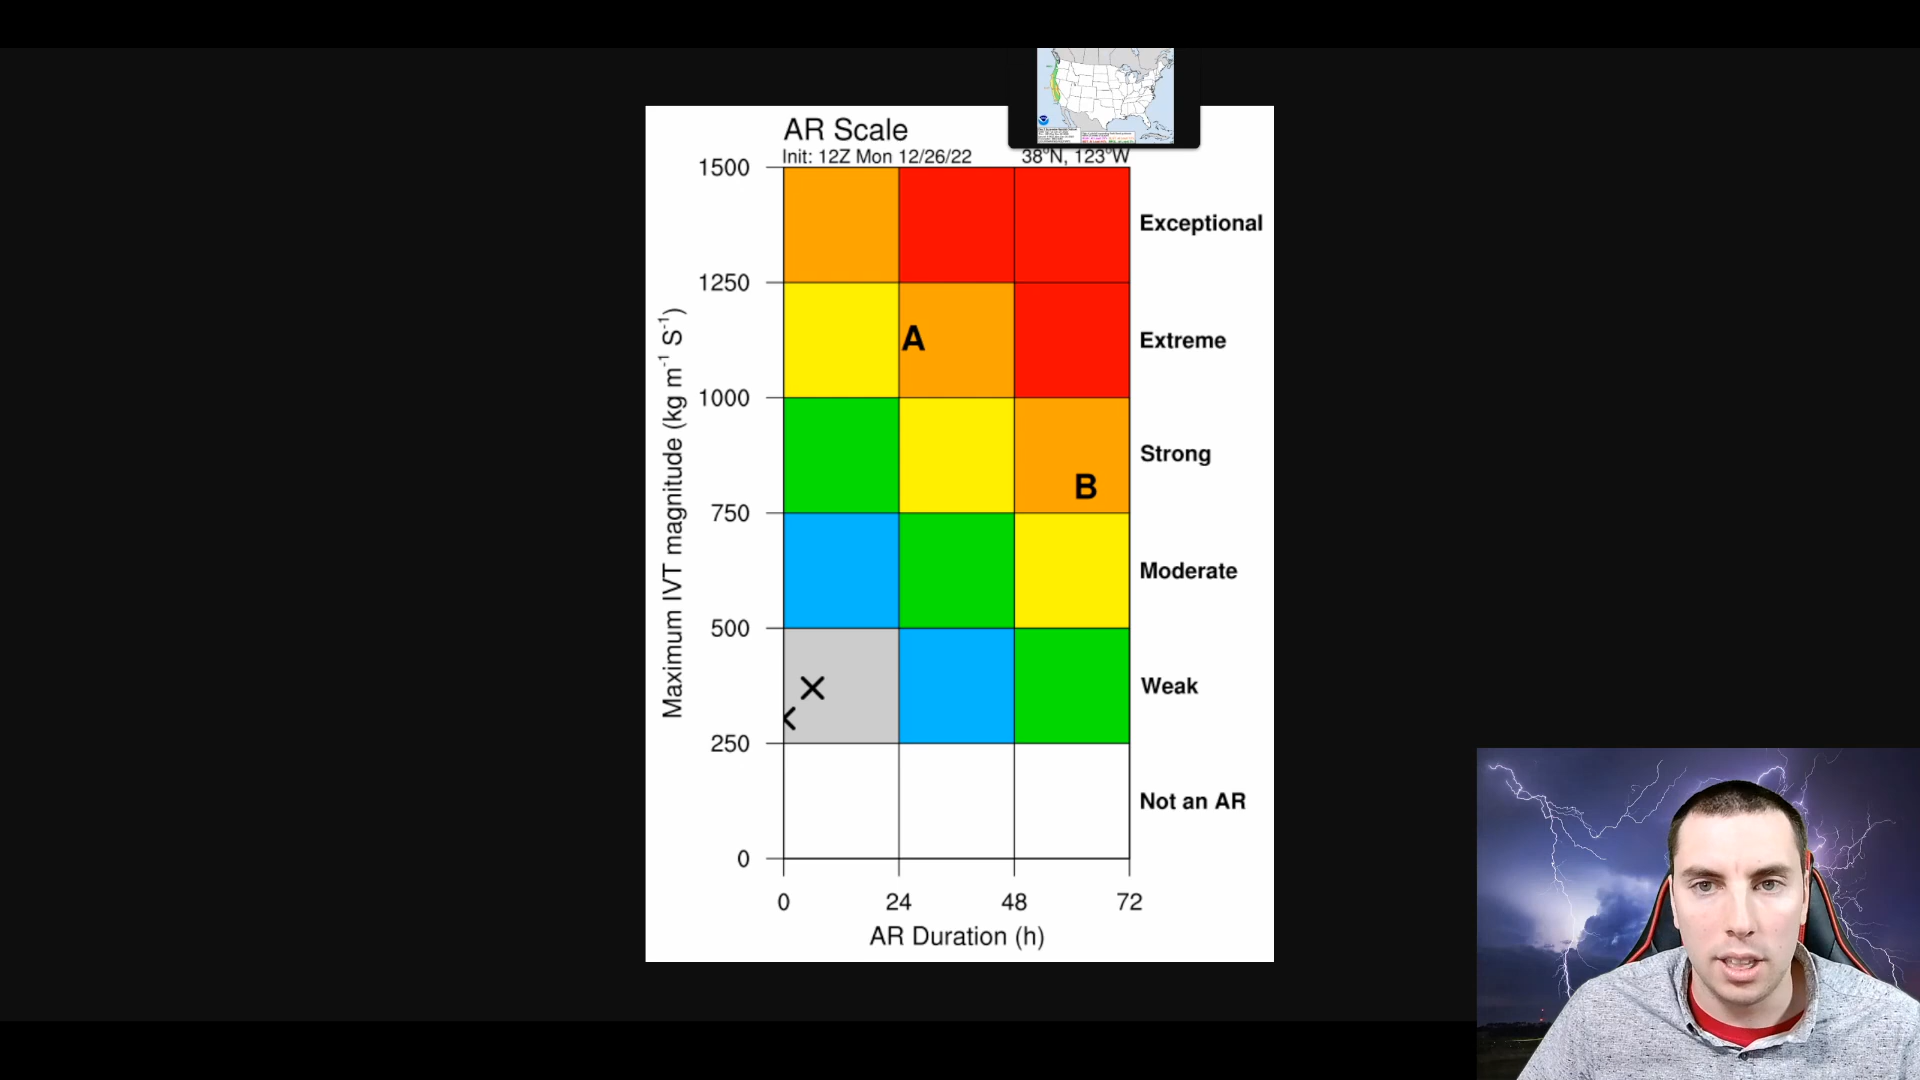 AR Scale
Init: 12Z Mon 12/26/22 38°N, 123°W
1500
Exceptional
1250
A
Extreme
1000
Strong
B
750
Moderate
500
Weak
250
Not an AR
0
0 24 48 72
AR Duration (h)
Maximum IVT magnitude (kg m⁻¹ S⁻¹)